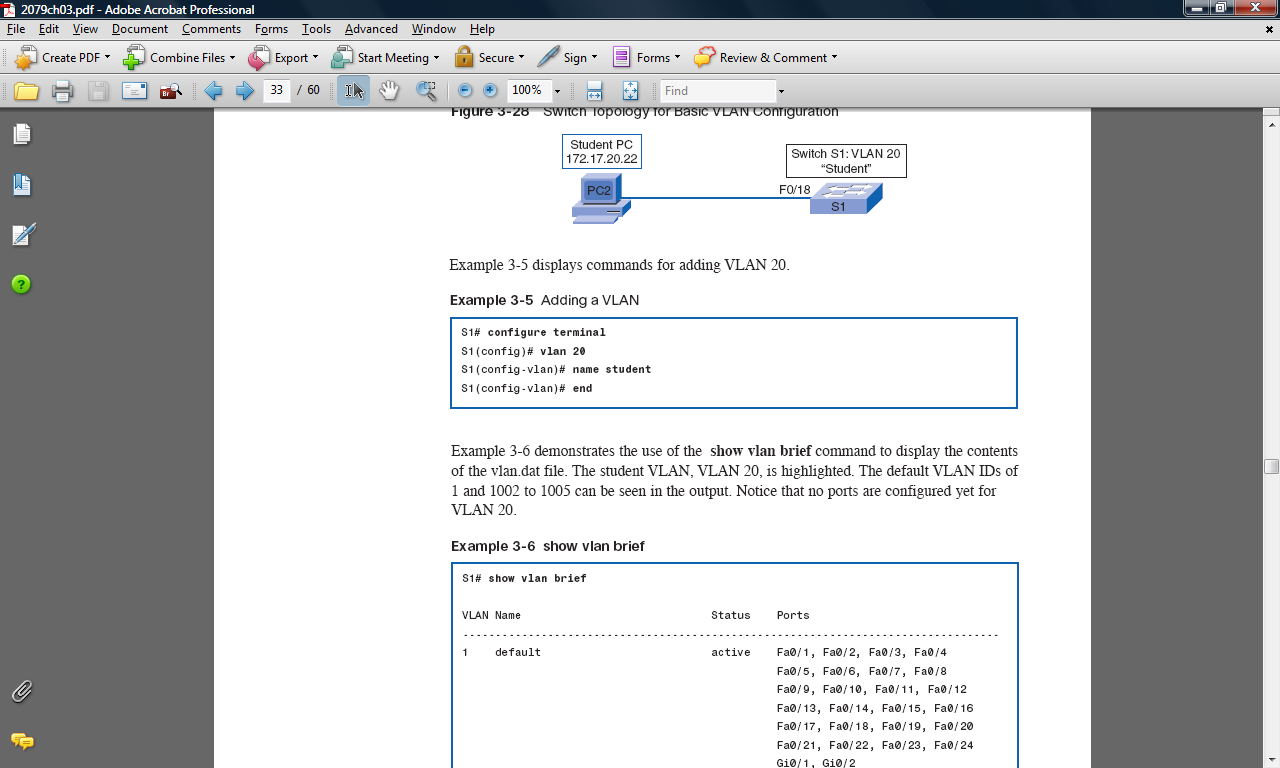 2079ch03.pdf - Adobe Acrobat Professional
File Edit View Document Comments Forms Tools Advanced Window Help
Create PDF Combine Files Export Start Meeting Secure Sign Forms Review & Comment
Br 33 / 60 100% Find
Figure 3-28 Switch Topology for Basic VLAN Configuration
Student PC
172.17.20.22
Switch S1: VLAN 20
“Student”
PC2
F0/18
S1
Example 3-5 displays commands for adding VLAN 20.
Example 3-5 Adding a VLAN
S1# configure terminal
S1(config)# vlan 20
S1(config-vlan)# name student
S1(config-vlan)# end
Example 3-6 demonstrates the use of the show vlan brief command to display the contents
of the vlan.dat file. The student VLAN, VLAN 20, is highlighted. The default VLAN IDs of
1 and 1002 to 1005 can be seen in the output. Notice that no ports are configured yet for
VLAN 20.
Example 3-6 show vlan brief
S1# show vlan brief
VLAN Name Status Ports
----------------------------------------------------------------------------------
1 default active Fa0/1, Fa0/2, Fa0/3, Fa0/4
Fa0/5, Fa0/6, Fa0/7, Fa0/8
Fa0/9, Fa0/10, Fa0/11, Fa0/12
Fa0/13, Fa0/14, Fa0/15, Fa0/16
Fa0/17, Fa0/18, Fa0/19, Fa0/20
Fa0/21, Fa0/22, Fa0/23, Fa0/24
Gi0/1, Gi0/2